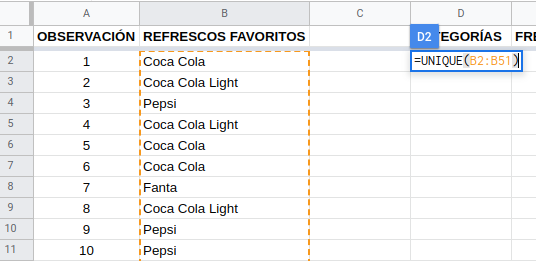 A B C D
1 OBSERVACIÓN REFRESCOS FAVORITOS D2 TEGORÍAS FRE
2 1 Coca Cola =UNIQUE(B2:B51)
3 2 Coca Cola Light
4 3 Pepsi
5 4 Coca Cola Light
6 5 Coca Cola
7 6 Coca Cola
8 7 Fanta
9 8 Coca Cola Light
10 9 Pepsi
11 10 Pepsi